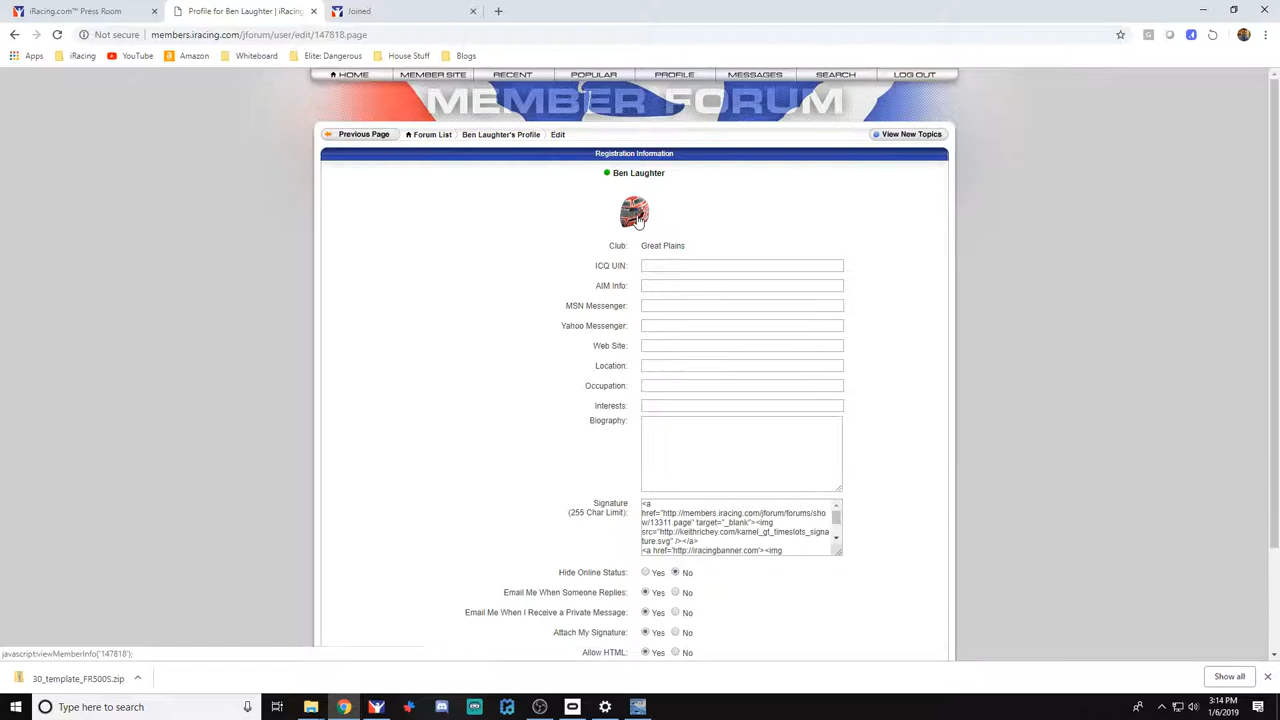 iRacing.com™ Press Room
Profile for Ben Laughter | iRacing
Joined
Not secure
members.iracing.com/jforum/user/edit/147818.page
Apps
iRacing
YouTube
Amazon
Whiteboard
Elite: Dangerous
House Stuff
Blogs
HOME
MEMBER SITE
RECENT
POPULAR
PROFILE
MESSAGES
SEARCH
LOG OUT
MEMBER FORUM
Previous Page
Forum List
Ben Laughter's Profile
Edit
View New Topics
Registration Information
Ben Laughter
Club: Great Plains
ICQ UIN:
AIM Info:
MSN Messenger:
Yahoo Messenger:
Web Site:
Location:
Occupation:
Interests:
Biography:
Signature
(255 Char Limit):
<a
href="http://members.iracing.com/jforum/forums/sho
w/13311.page" target="_blank"><img
src="http://keithrichey.com/kamel_gt_timeslots_signa
ture.svg" /></a>
<a href='http://iracingbanner.com'><img
Hide Online Status: Yes No
Email Me When Someone Replies: Yes No
Email Me When I Receive a Private Message: Yes No
Attach My Signature: Yes No
Allow HTML: Yes No
javascript:viewMemberInfo('147818');
30_template_FR500S.zip
Show all
Type here to search
3:14 PM
1/6/2019